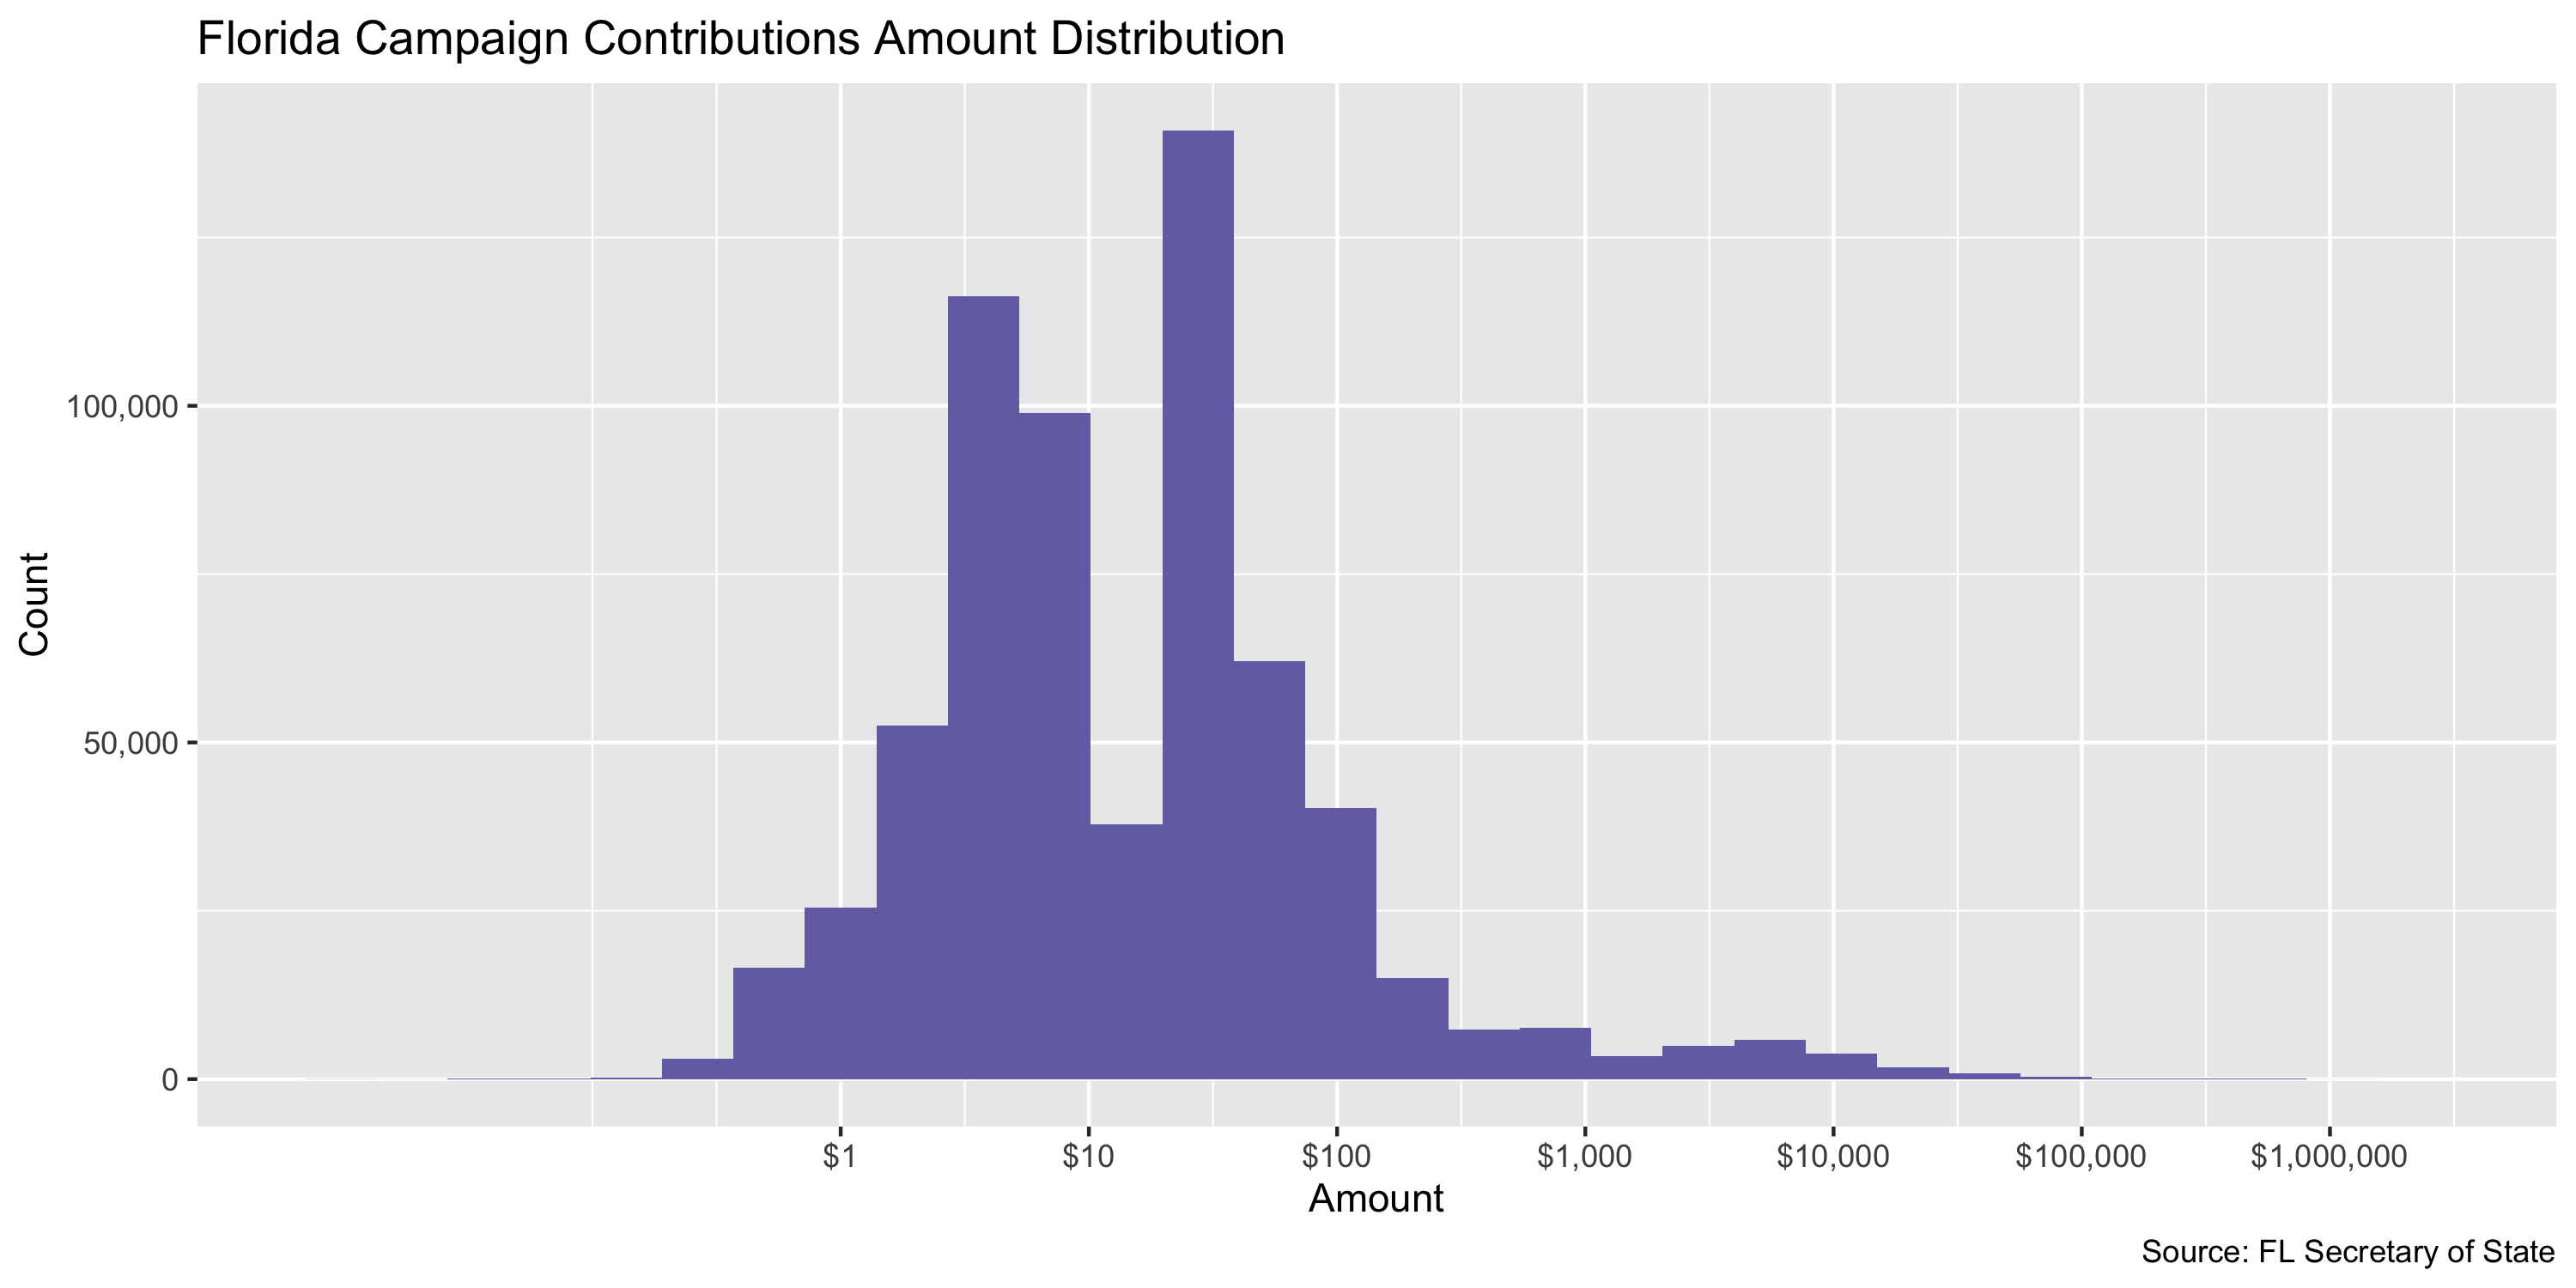 Florida Campaign Contributions Amount Distribution
Count
100,000
50,000
0
$1 $10 $100 $1,000 $10,000 $100,000 $1,000,000
Amount
Source: FL Secretary of State